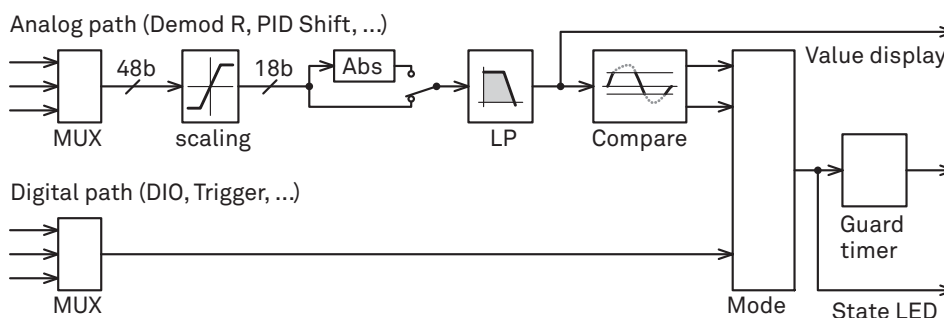 Analog path (Demod R, PID Shift, ...)
48b
18b
Abs
Value display
MUX
scaling
LP
Compare
Digital path (DIO, Trigger, ...)
Guard
timer
MUX
Mode
State LED